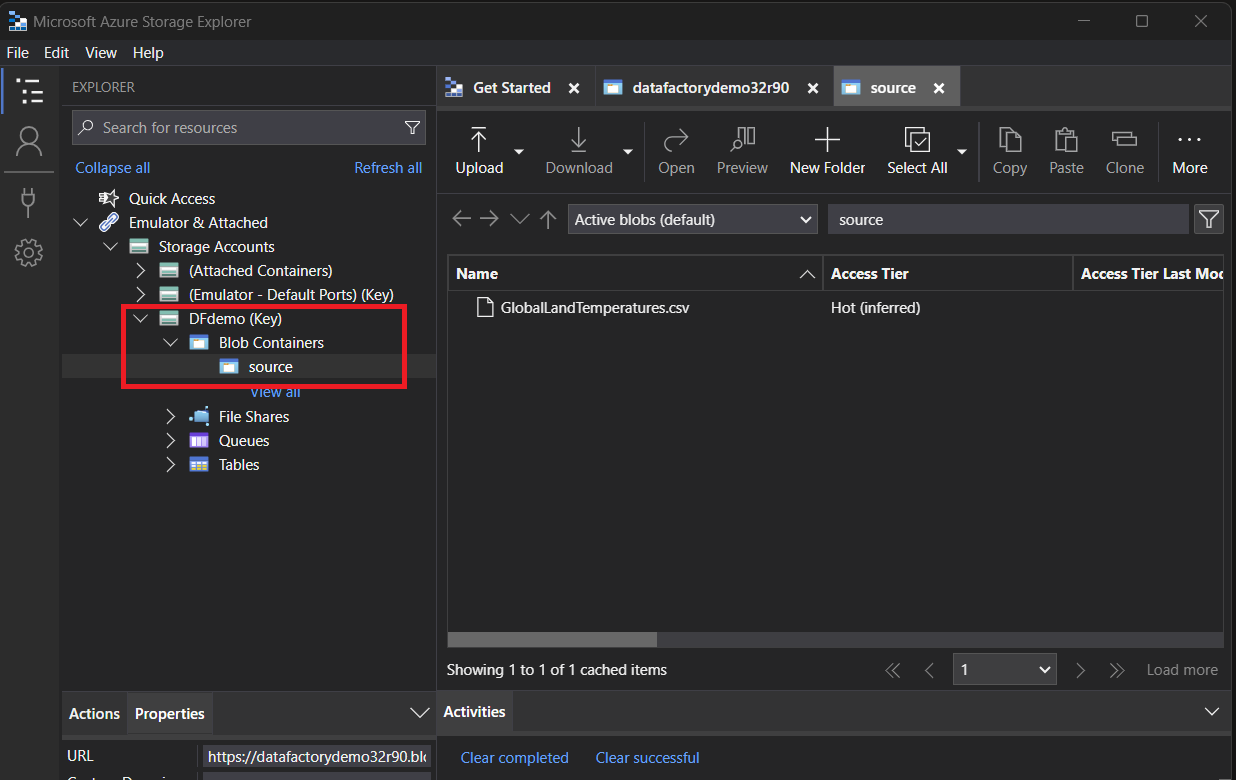 Microsoft Azure Storage Explorer
File Edit View Help
EXPLORER
Search for resources
Collapse all Refresh all
Quick Access
Emulator & Attached
Storage Accounts
(Attached Containers)
(Emulator - Default Ports) (Key)
DFdemo (Key)
Blob Containers
source
View all
File Shares
Queues
Tables
Actions Properties
URL https://datafactorydemo32r90.blo
Get Started datafactorydemo32r90 source
Upload Download Open Preview New Folder Select All Copy Paste Clone More
Active blobs (default) source
Name Access Tier Access Tier Last Mod
GlobalLandTemperatures.csv Hot (inferred)
Showing 1 to 1 of 1 cached items 1 Load more
Activities
Clear completed Clear successful